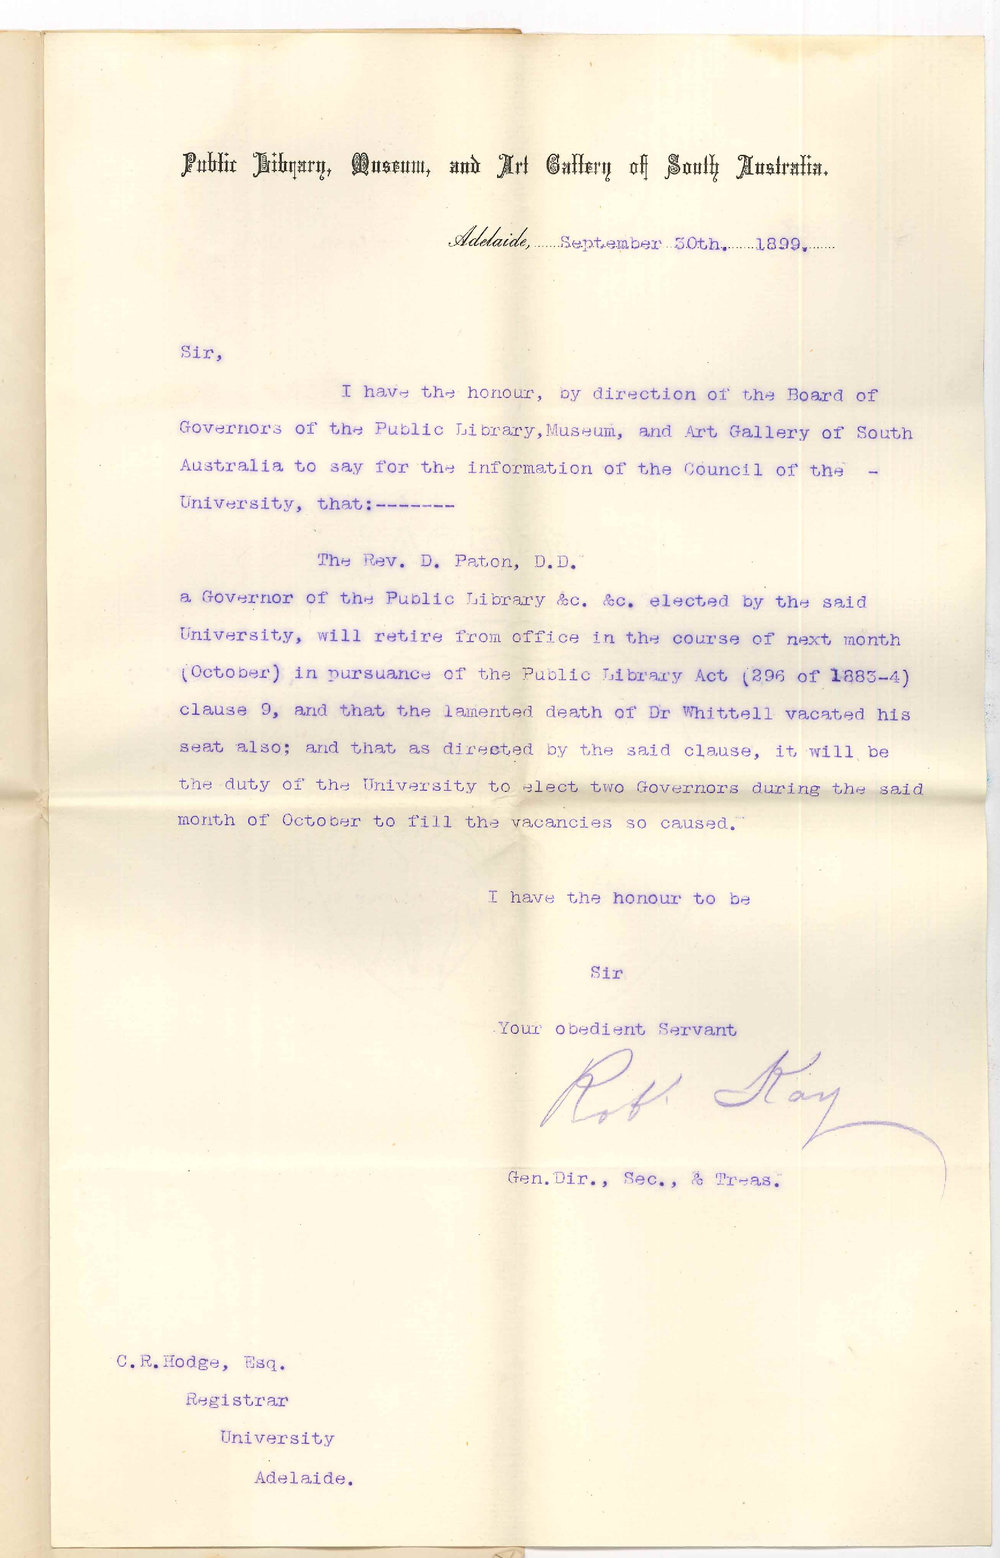 Public Library, Museum, and Art Gallery of South Australia.
Adelaide, September 30th. 1899.
Sir,
I have the honour, by direction of the Board of
Governors of the Public Library,Museum, and Art Gallery of South
Australia to say for the information of the Council of the -
University, that:-------
The Rev. D. Paton, D.D.
a Governor of the Public Library &c. &c. elected by the said
University, will retire from office in the course of next month
(October) in pursuance of the Public Library Act (296 of 1883-4)
clause 9, and that the lamented death of Dr Whittell vacated his
seat also; and that as directed by the said clause, it will be
the duty of the University to elect two Governors during the said
month of October to fill the vacancies so caused.
I have the honour to be
Sir
Your obedient Servant
Robt. Kay
Gen.Dir., Sec., & Treas.
C.R.Hodge, Esq.
Registrar
University
Adelaide.